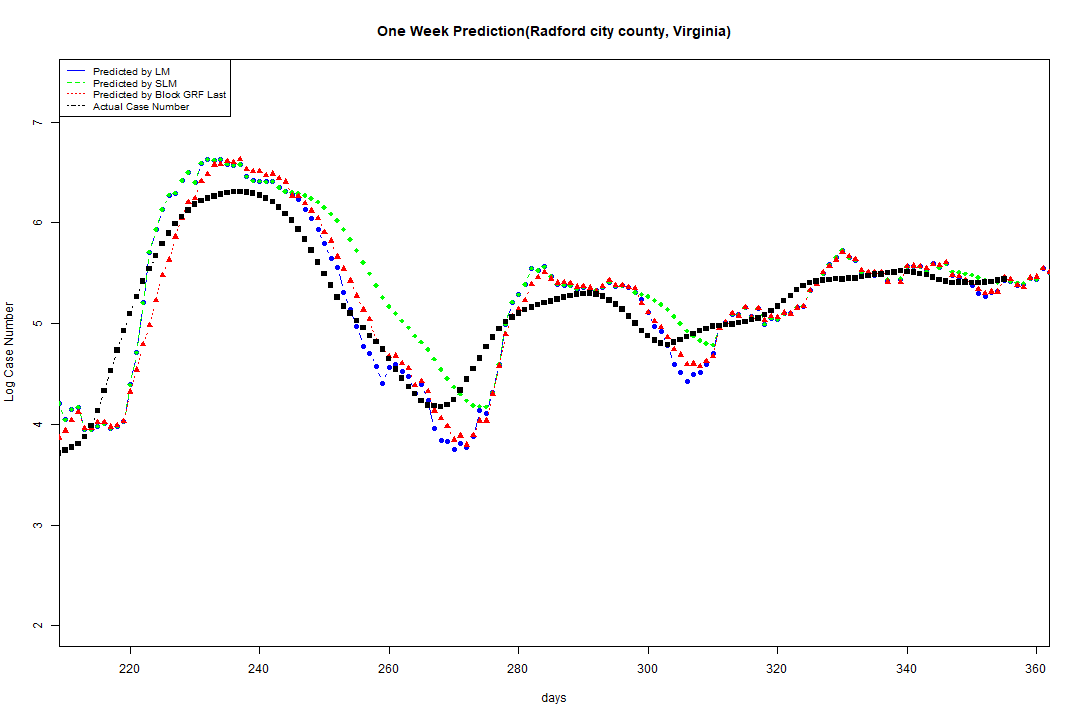 One Week Prediction(Radford city county, Virginia)
Predicted by LM
Predicted by SLM
Predicted by Block GRF Last
Actual Case Number
Log Case Number
7
6
5
4
3
2
220 240 260 280 300 320 340 360
days